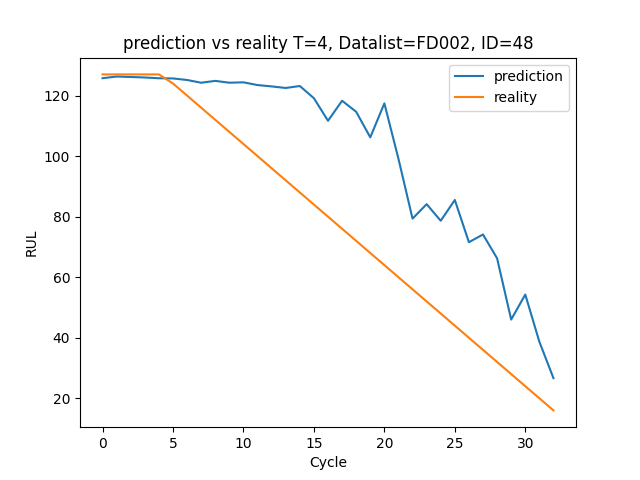 prediction vs reality T=4, Datalist=FD002, ID=48
prediction
reality
RUL
120
100
80
60
40
20
0 5 10 15 20 25 30
Cycle